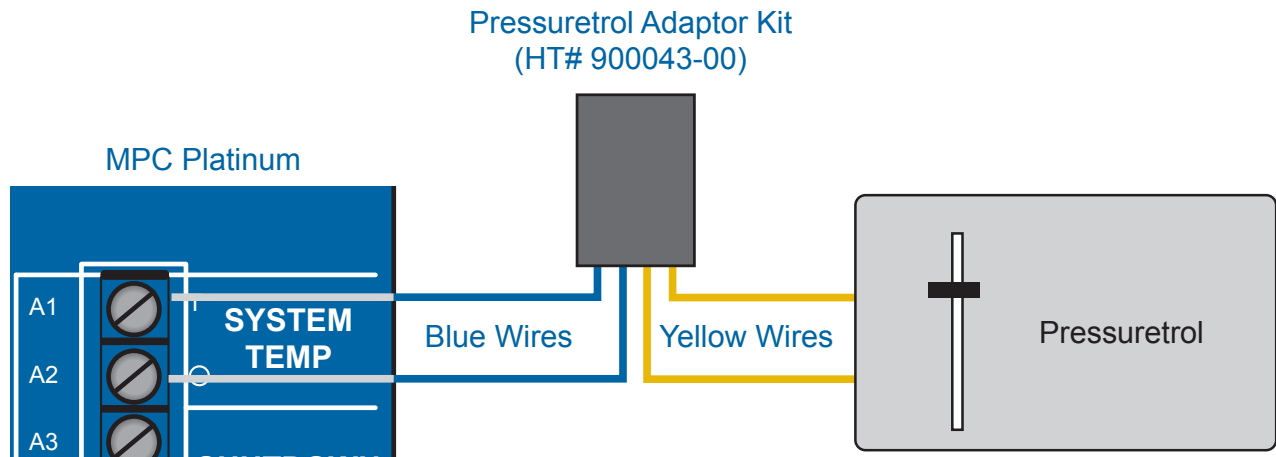 Pressuretrol Adaptor Kit
(HT# 900043-00)
MPC Platinum
A1
SYSTEM
TEMP
A2
A3
Blue Wires
Yellow Wires
Pressuretrol